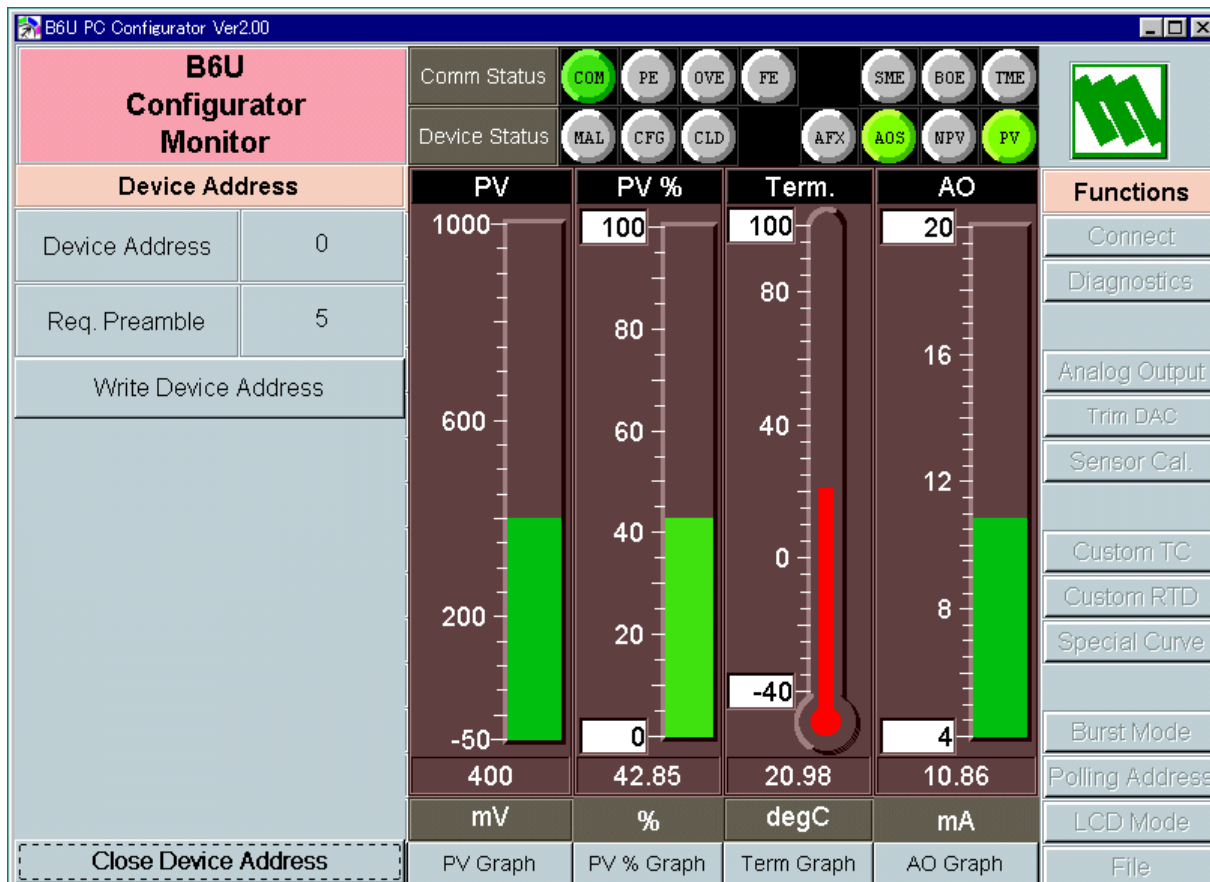 B6U PC Configurator Ver2.00
B6U
Configurator
Monitor
Comm Status
COM
PE
OVE
FE
SME
BOE
TME
Device Status
MAL
CFG
CLD
AFX
AOS
NPV
PV
Device Address
Device Address
0
Req. Preamble
5
Write Device Address
Close Device Address
PV
1000
600
200
-50
400
mV
PV Graph
PV %
100
80
60
40
20
0
42.85
%
PV % Graph
Term.
100
80
40
0
-40
20.98
degC
Term Graph
AO
20
16
12
8
4
10.86
mA
AO Graph
Functions
Connect
Diagnostics
Analog Output
Trim DAC
Sensor Cal.
Custom TC
Custom RTD
Special Curve
Burst Mode
Polling Address
LCD Mode
File